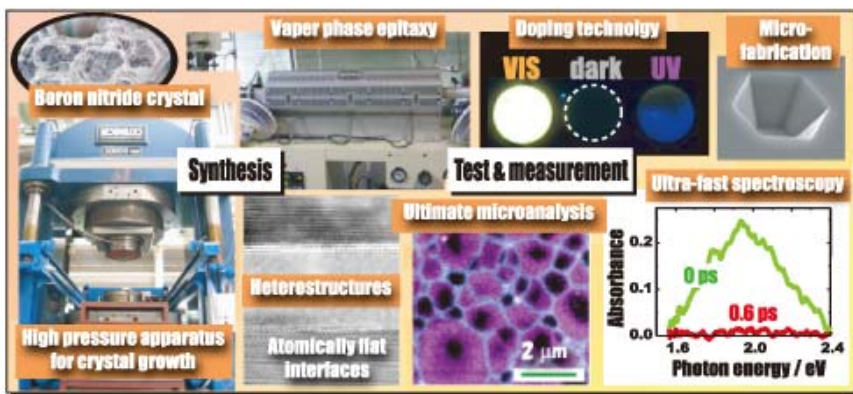 Vaper phase epitaxy
Doping technology
Micro-
fabrication
VIS dark UV
Boron nitride crystal
Synthesis
Test & measurement
Ultra-fast spectroscopy
Ultimate microanalysis
Heterostructures
Atomically flat
interfaces
High pressure apparatus
for crystal growth
2 μm
Absorbance
0.2
0.1
0.0
0 ps
0.6 ps
1.6 2.0 2.4
Photon energy / eV